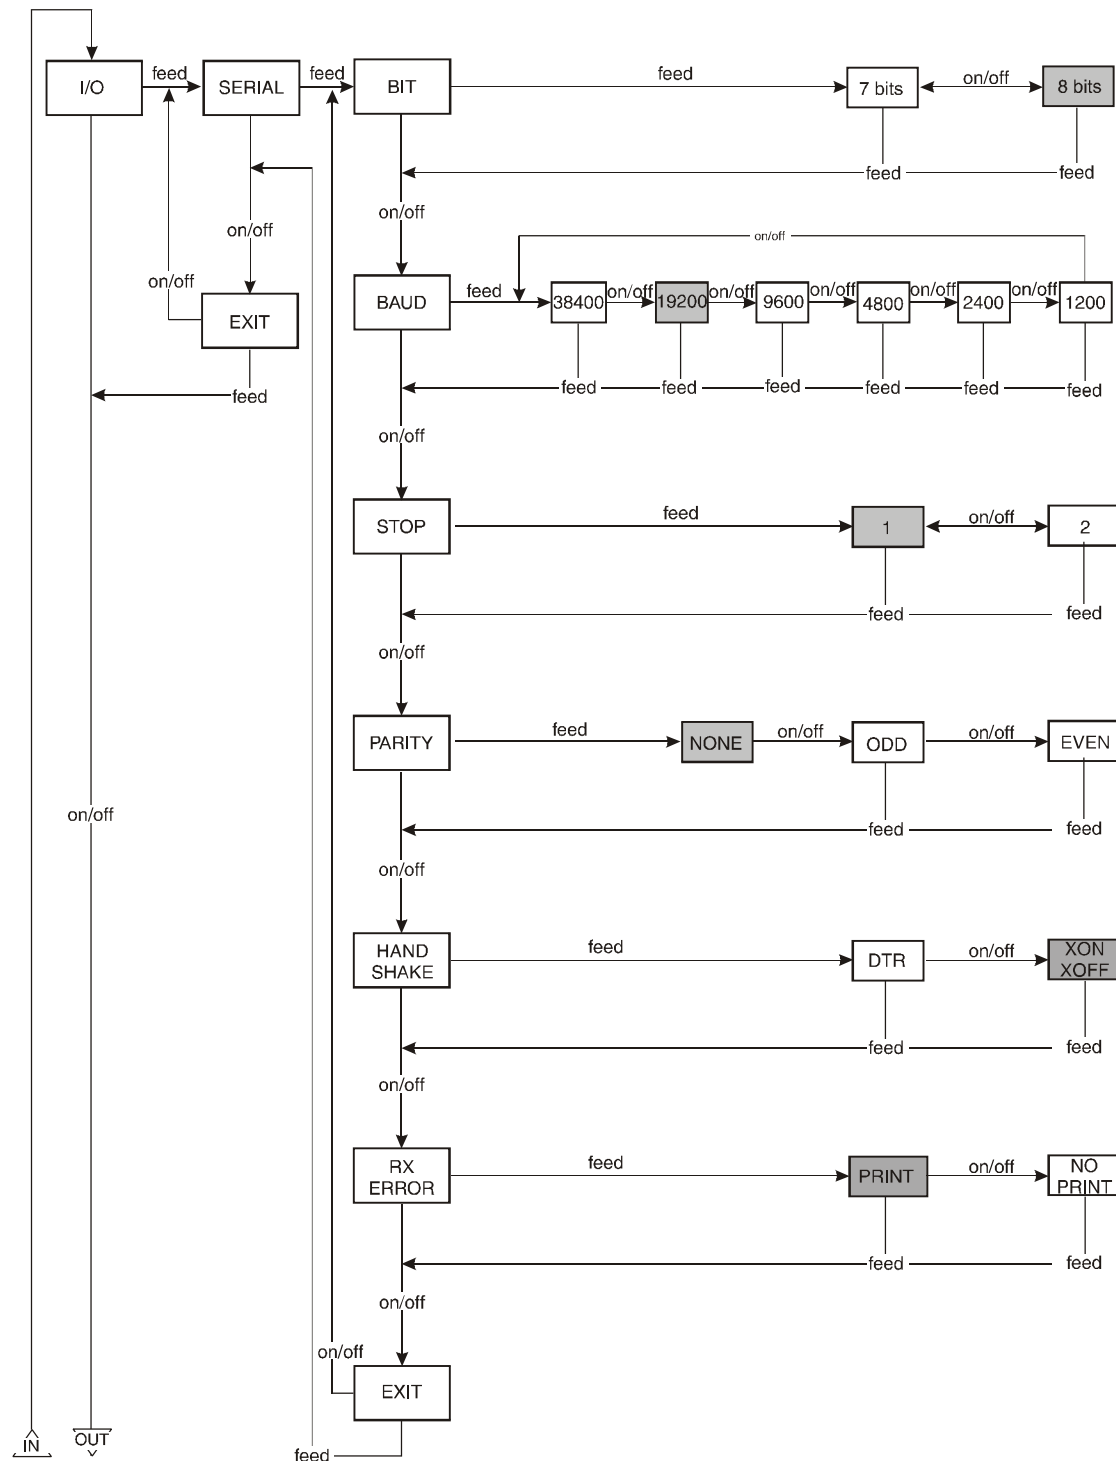 I/O
feed
SERIAL
feed
BIT
feed
7 bits
on/off
8 bits
feed
feed
on/off
on/off
on/off
EXIT
feed
on/off
BAUD
feed
38400
on/off
19200
on/off
9600
on/off
4800
on/off
2400
on/off
1200
feed
feed
feed
feed
feed
feed
on/off
STOP
feed
1
on/off
2
feed
feed
on/off
PARITY
feed
NONE
on/off
ODD
on/off
EVEN
feed
feed
on/off
on/off
HAND
SHAKE
feed
DTR
on/off
XON
XOFF
feed
feed
on/off
RX
ERROR
feed
PRINT
on/off
NO
PRINT
feed
feed
on/off
on/off
EXIT
feed
IN
OUT